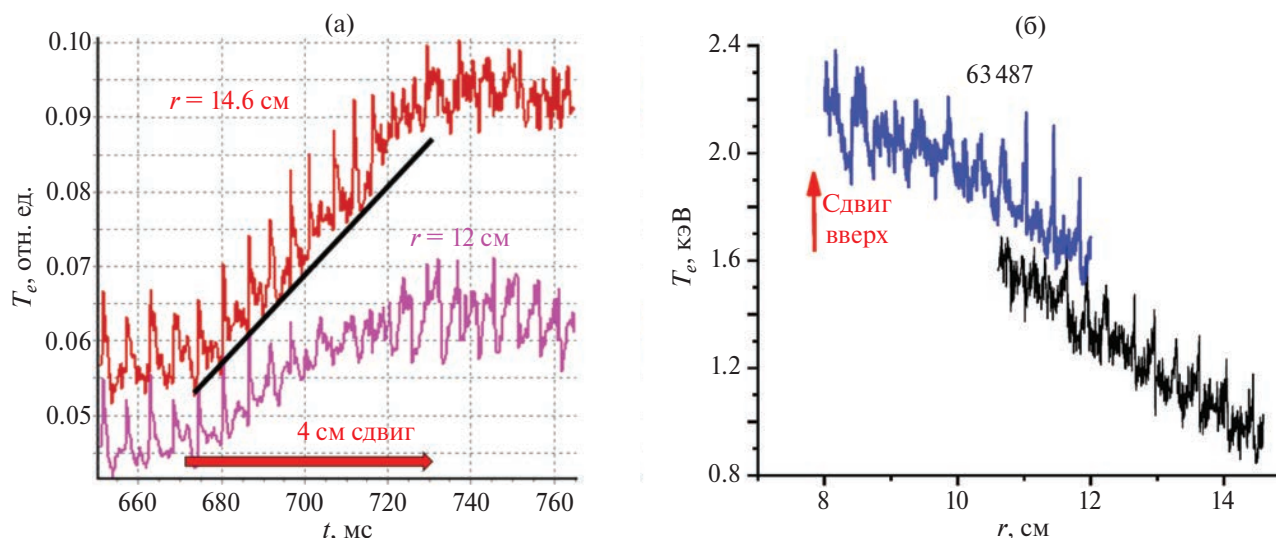 (а)
0.10
0.09
0.08
0.07
0.06
0.05
Te, отн. ед.
r = 14.6 см
r = 12 см
4 см сдвиг
660 680 700 720 740 760
t, мс
(б)
63 487
2.4
2.0
1.6
1.2
0.8
Te, кэВ
Сдвиг
вверх
8 10 12 14
r, см